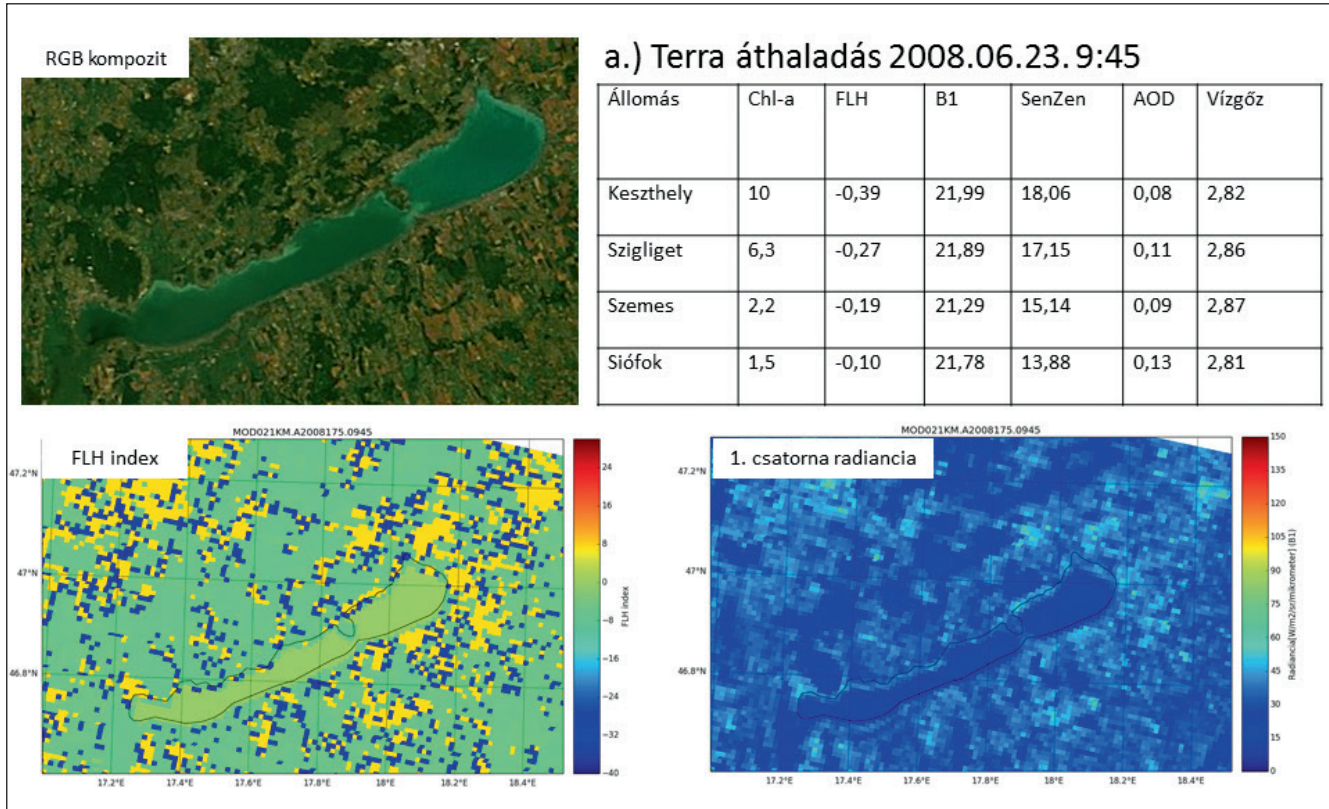 RGB kompozit
a.) Terra áthaladás 2008.06.23. 9:45
Állomás Chl-a FLH B1 SenZen AOD Vízgőz
Keszthely 10 -0,39 21,99 18,06 0,08 2,82
Szigliget 6,3 -0,27 21,89 17,15 0,11 2,86
Szemes 2,2 -0,19 21,29 15,14 0,09 2,87
Siófok 1,5 -0,10 21,78 13,88 0,13 2,81
MOD021KM.A2008175.0945
FLH index
47.2°N
47°N
46.8°N
17.2°E 17.4°E 17.6°E 17.8°E 18°E 18.2°E 18.4°E
24
16
8
0
−8
−16
−24
−32
−40
FLH index
MOD021KM.A2008175.0945
1. csatorna radiancia
47.2°N
47°N
46.8°N
17.2°E 17.4°E 17.6°E 17.8°E 18°E 18.2°E 18.4°E
150
135
120
105
90
75
60
45
30
15
0
Radiancia[W/m2/sr/mikrometer] (B1)